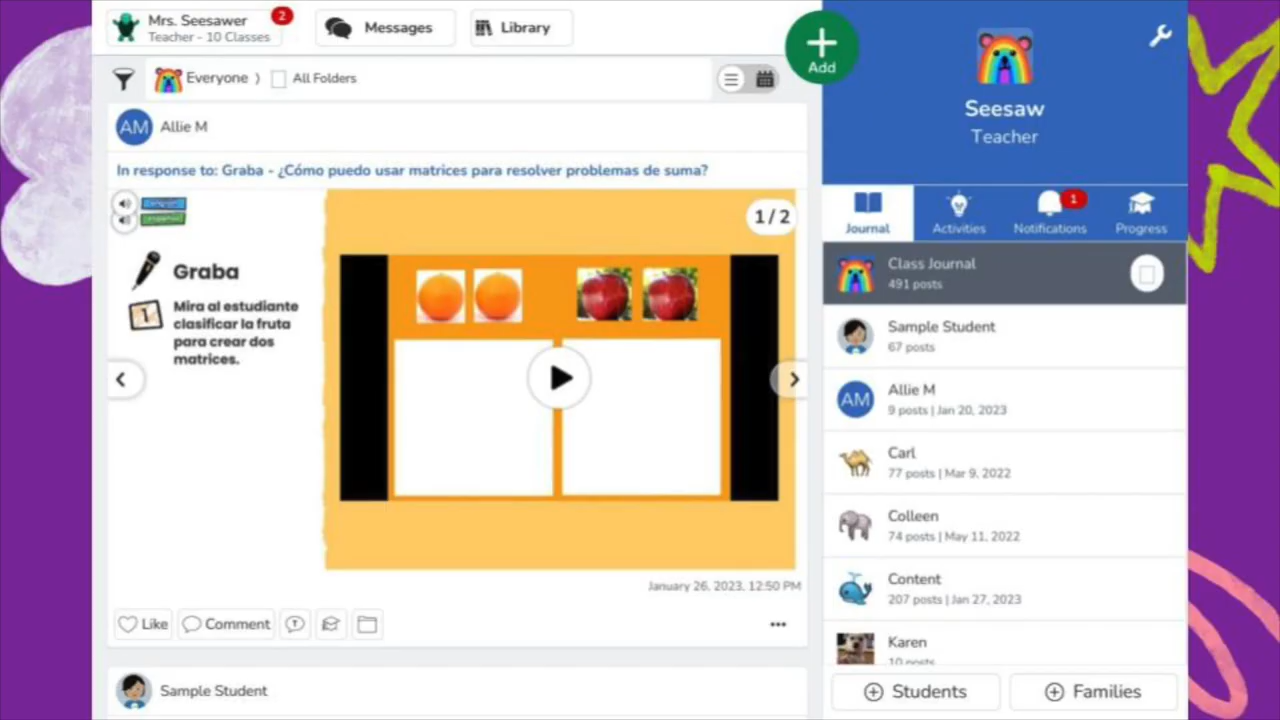 Mrs. Seesawer
2
Teacher - 10 Classes
Messages
Library
Add
Everyone
All Folders
AM
Allie M
In response to: Graba - ¿Cómo puedo usar matrices para resolver problemas de suma?
1 / 2
Graba
Mira al estudiante
clasificar la fruta
para crear dos
matrices.
January 26, 2023, 12:50 PM
Like
Comment
Sample Student
Seesaw
Teacher
Journal
Activities
1
Notifications
Progress
Class Journal
491 posts
Sample Student
67 posts
AM
Allie M
9 posts | Jan 20, 2023
Carl
77 posts | Mar 9, 2022
Colleen
74 posts | May 11, 2022
Content
207 posts | Jan 27, 2023
Karen
10 posts
Students
Families